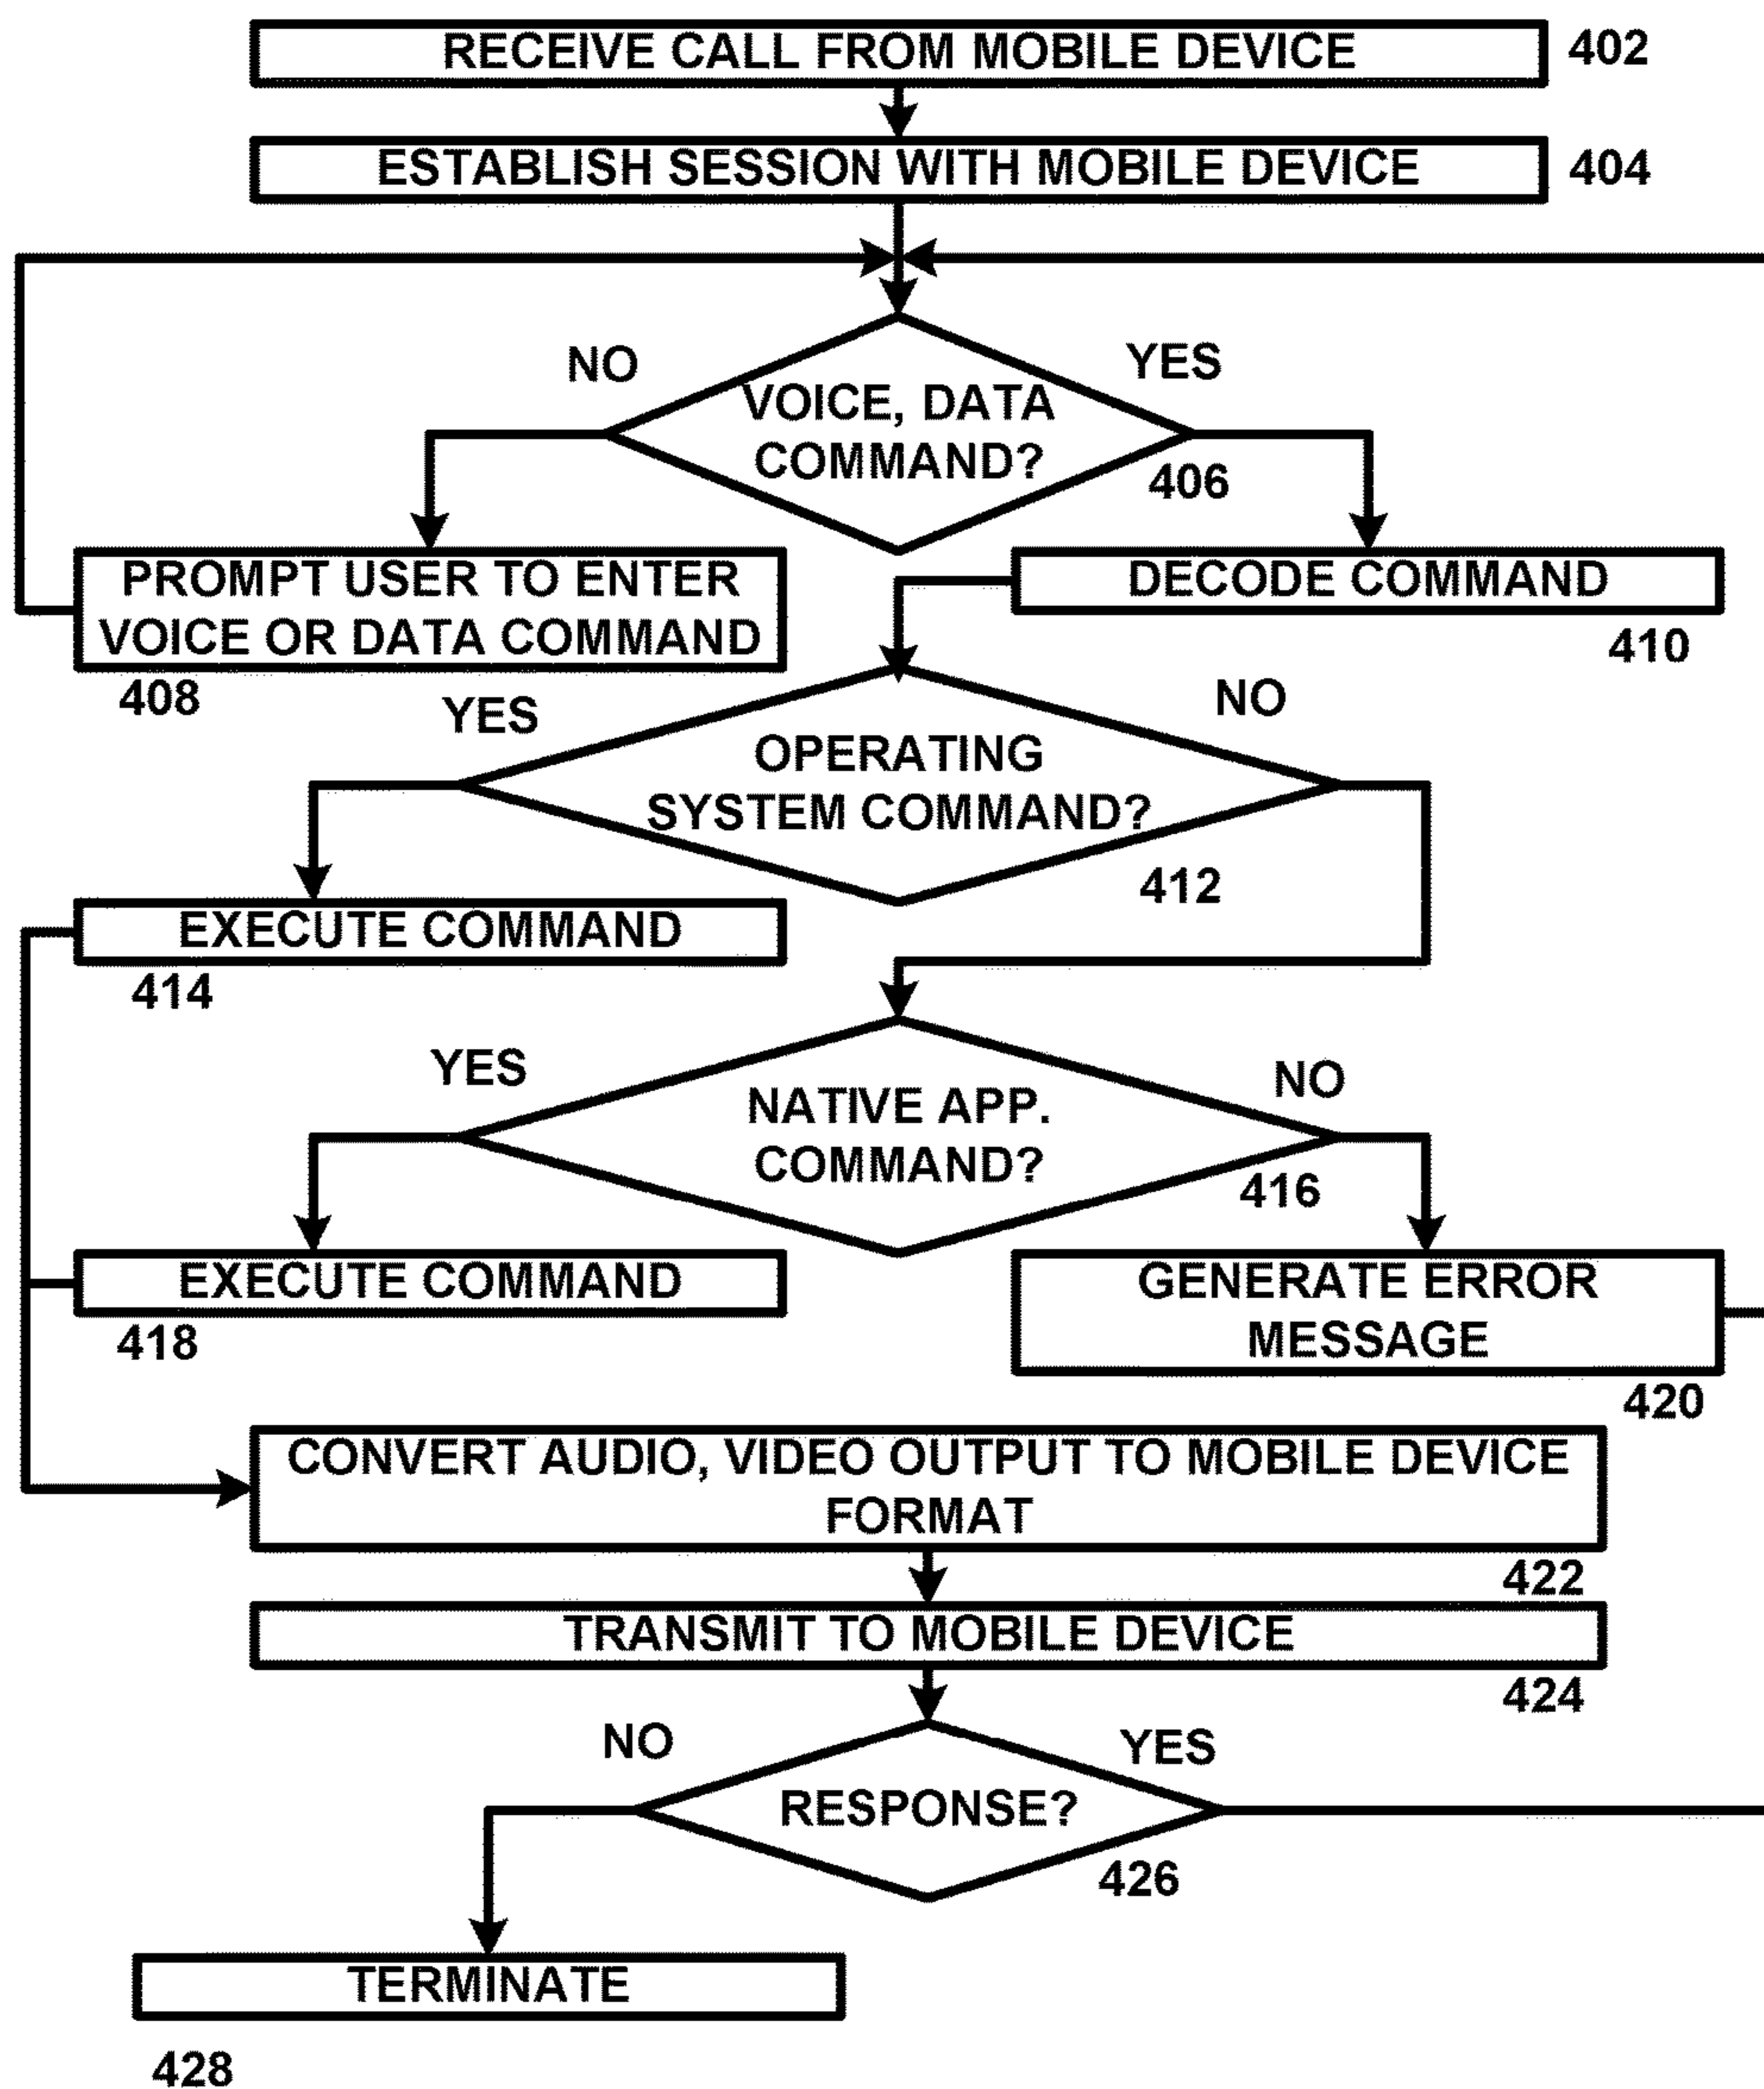 RECEIVE CALL FROM MOBILE DEVICE
402
ESTABLISH SESSION WITH MOBILE DEVICE
404
NO
YES
VOICE, DATA
COMMAND?
406
PROMPT USER TO ENTER
VOICE OR DATA COMMAND
408
DECODE COMMAND
410
YES
NO
OPERATING
SYSTEM COMMAND?
412
EXECUTE COMMAND
414
YES
NO
NATIVE APP.
COMMAND?
416
EXECUTE COMMAND
418
GENERATE ERROR
MESSAGE
420
CONVERT AUDIO, VIDEO OUTPUT TO MOBILE DEVICE
FORMAT
422
TRANSMIT TO MOBILE DEVICE
424
NO
YES
RESPONSE?
426
TERMINATE
428